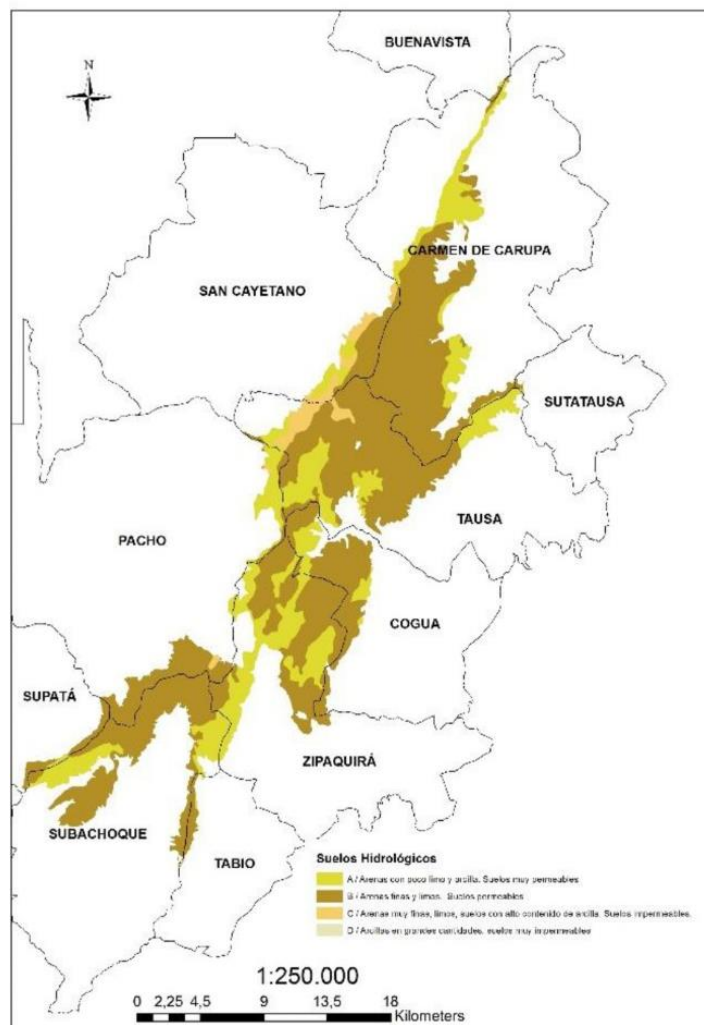 BUENAVISTA
N
CARMEN DE CARUPA
SAN CAYETANO
SUTATAUSA
TAUSA
PACHO
COGUA
SUPATÁ
ZIPAQUIRÁ
SUBACHOQUE
TABIO
Suelos Hidrológicos
A / Arenas con poco limo y arcilla. Suelos muy permeables
B / Arenas finas y limos. Suelos permeables
C / Arenas muy finas, limos, suelos con alto contenido de arcilla. Suelos impermeables.
D / Arcillas en grandes cantidades, suelos muy impermeables
1:250.000
0 2,25 4,5 9 13,5 18
Kilometers